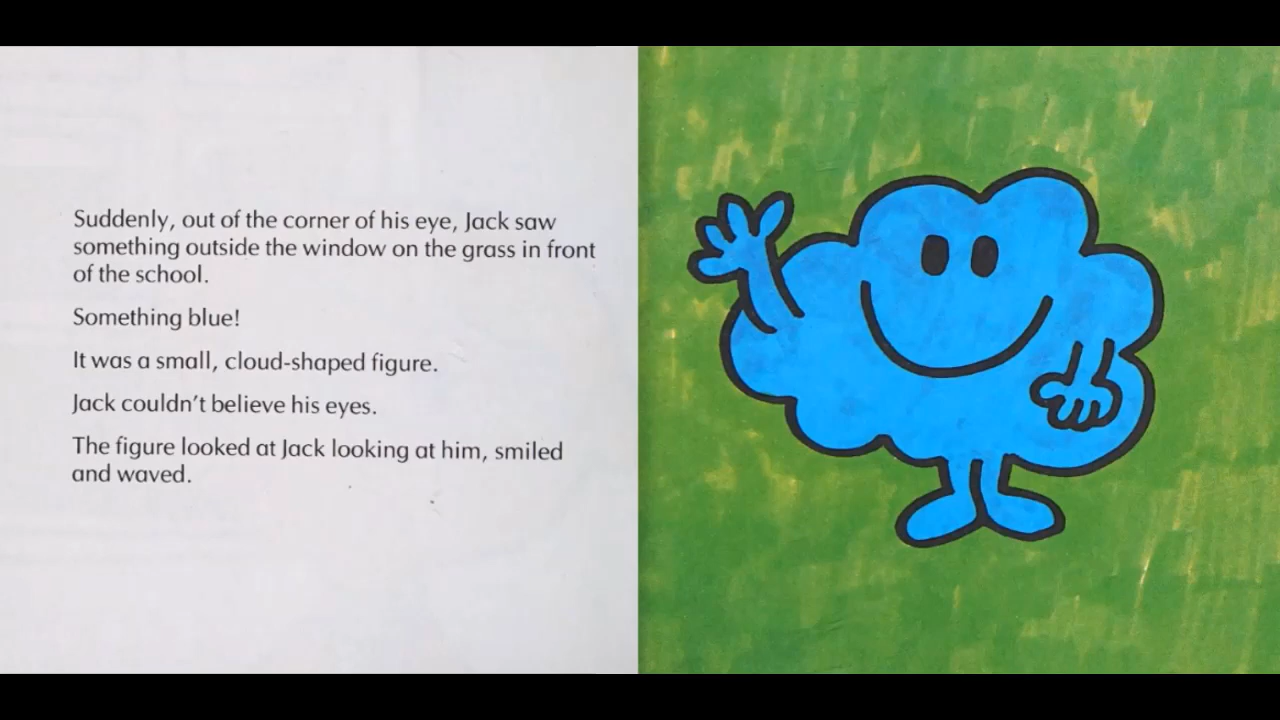 Suddenly, out of the corner of his eye, Jack saw
something outside the window on the grass in front
of the school.
Something blue!
It was a small, cloud-shaped figure.
Jack couldn't believe his eyes.
The figure looked at Jack looking at him, smiled
and waved.